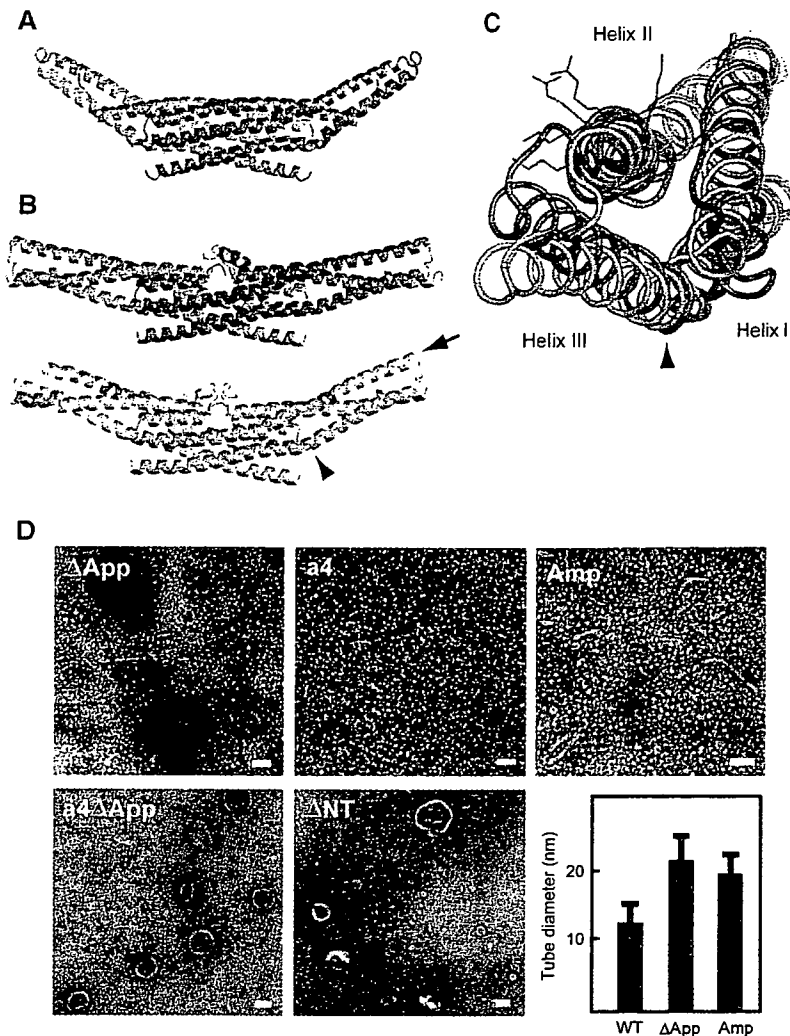 A
B
C
Helix II
Helix III
Helix I
D
ΔApp
a4
Amp
a4ΔApp
ΔNT
Tube diameter (nm)
20
10
WT ΔApp Amp